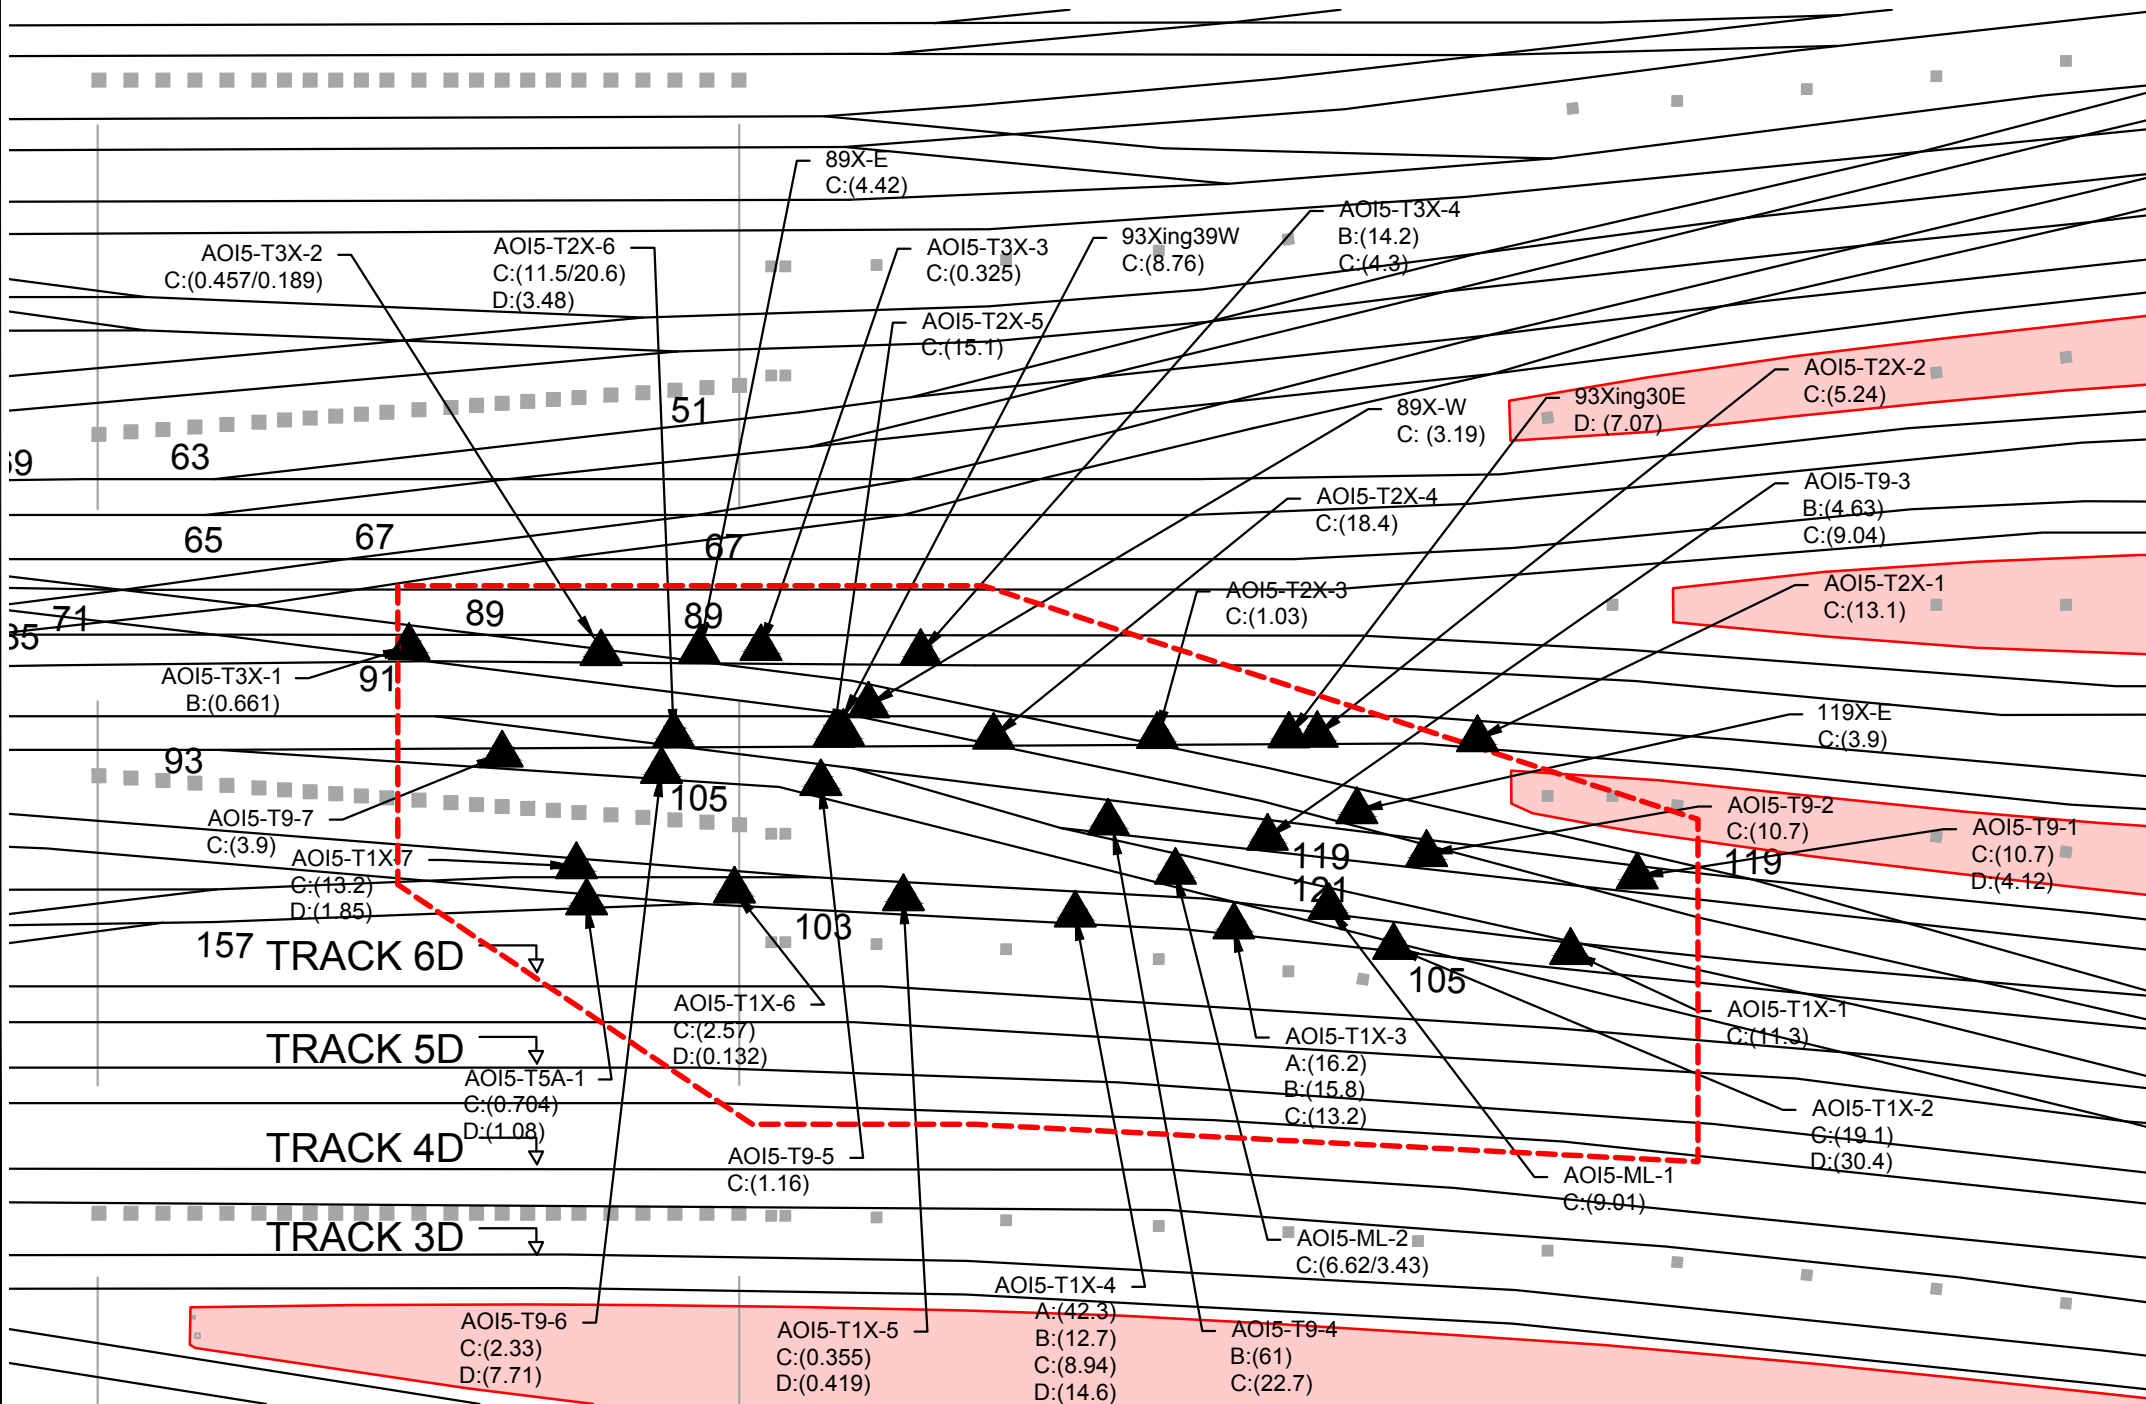 89X-E
C:(4.42)
AOI5-T3X-4
B:(14.2)
C:(4.3)
93Xing39W
C:(8.76)
AOI5-T3X-3
C:(0.325)
AOI5-T2X-6
C:(11.5/20.6)
D:(3.48)
AOI5-T3X-2
C:(0.457/0.189)
AOI5-T2X-5
C:(15.1)
AOI5-T2X-2
C:(5.24)
93Xing30E
D: (7.07)
89X-W
C: (3.19)
51
63
69
AOI5-T9-3
B:(4.63)
C:(9.04)
AOI5-T2X-4
C:(18.4)
65
67
67
AOI5-T2X-3
C:(1.03)
AOI5-T2X-1
C:(13.1)
71
89
89
AOI5-T3X-1
B:(0.661)
91
119X-E
C:(3.9)
93
105
AOI5-T9-7
C:(3.9)
AOI5-T9-2
C:(10.7)
AOI5-T9-1
C:(10.7)
D:(4.12)
AOI5-T1X-7
C:(13.2)
D:(1.85)
119
119
121
103
157
TRACK 6D
105
AOI5-T1X-6
C:(2.57)
D:(0.132)
AOI5-T1X-1
C:(11.3)
AOI5-T1X-3
A:(16.2)
B:(15.8)
C:(13.2)
TRACK 5D
AOI5-T5A-1
C:(0.704)
D:(1.08)
AOI5-T1X-2
C:(19.1)
D:(30.4)
TRACK 4D
AOI5-T9-5
C:(1.16)
AOI5-ML-1
C:(9.01)
TRACK 3D
AOI5-ML-2
C:(6.62/3.43)
AOI5-T1X-4
A:(42.3)
B:(12.7)
C:(8.94)
D:(14.6)
AOI5-T9-6
C:(2.33)
D:(7.71)
AOI5-T1X-5
C:(0.355)
D:(0.419)
AOI5-T9-4
B:(61)
C:(22.7)